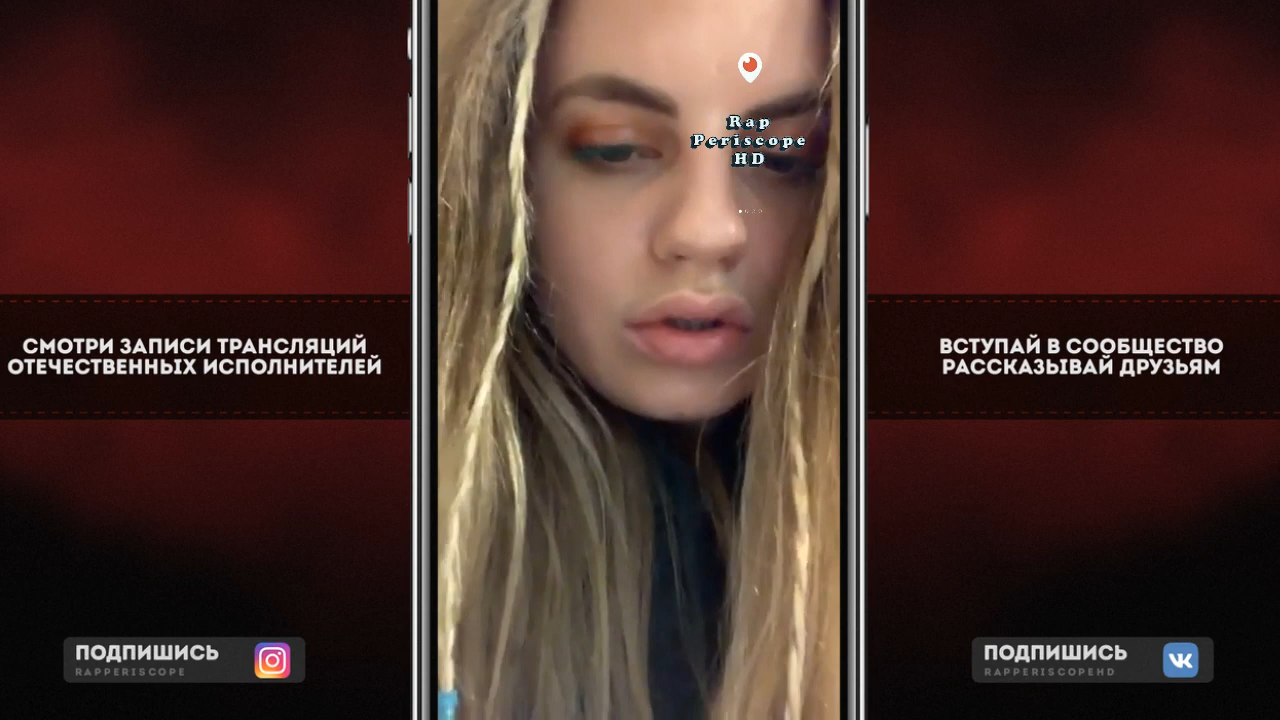 Rap
Periscope
HD
СМОТРИ ЗАПИСИ ТРАНСЛЯЦИЙ
ОТЕЧЕСТВЕННЫХ ИСПОЛНИТЕЛЕЙ
ВСТУПАЙ В СООБЩЕСТВО
РАССКАЗЫВАЙ ДРУЗЬЯМ
ПОДПИШИСЬ
RAPPERISCOPE
ПОДПИШИСЬ
RAPPERISCOPEHD